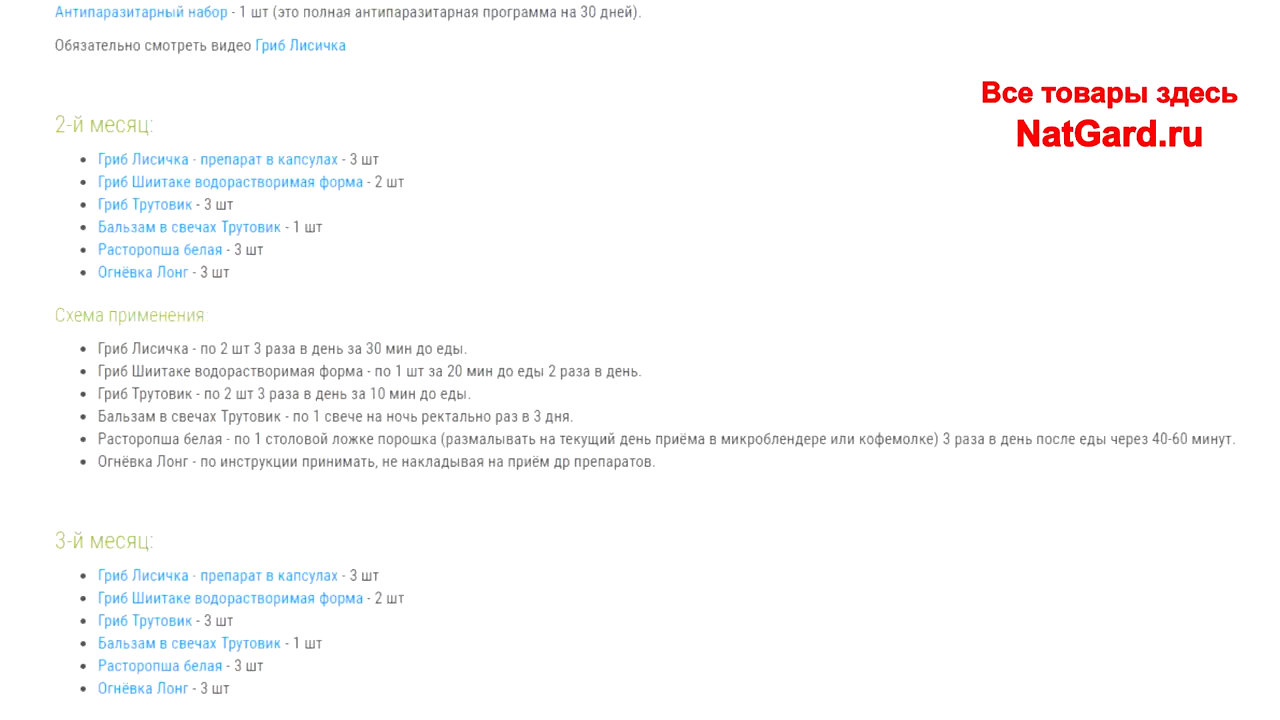 Антипаразитарный набор - 1 шт (это полная антипаразитарная программа на 30 дней).
Обязательно смотреть видео Гриб Лисичка
Все товары здесь
NatGard.ru
2-й месяц:
Гриб Лисичка - препарат в капсулах - 3 шт
Гриб Шиитаке водорастворимая форма - 2 шт
Гриб Трутовик - 3 шт
Бальзам в свечах Трутовик - 1 шт
Расторопша белая - 3 шт
Огнёвка Лонг - 3 шт
Схема применения:
Гриб Лисичка - по 2 шт 3 раза в день за 30 мин до еды.
Гриб Шиитаке водорастворимая форма - по 1 шт за 20 мин до еды 2 раза в день.
Гриб Трутовик - по 2 шт 3 раза в день за 10 мин до еды.
Бальзам в свечах Трутовик - по 1 свече на ночь ректально раз в 3 дня.
Расторопша белая - по 1 столовой ложке порошка (размалывать на текущий день приёма в микроблендере или кофемолке) 3 раза в день после еды через 40-60 минут.
Огнёвка Лонг - по инструкции принимать, не накладывая на приём др препаратов.
3-й месяц:
Гриб Лисичка - препарат в капсулах - 3 шт
Гриб Шиитаке водорастворимая форма - 2 шт
Гриб Трутовик - 3 шт
Бальзам в свечах Трутовик - 1 шт
Расторопша белая - 3 шт
Огнёвка Лонг - 3 шт